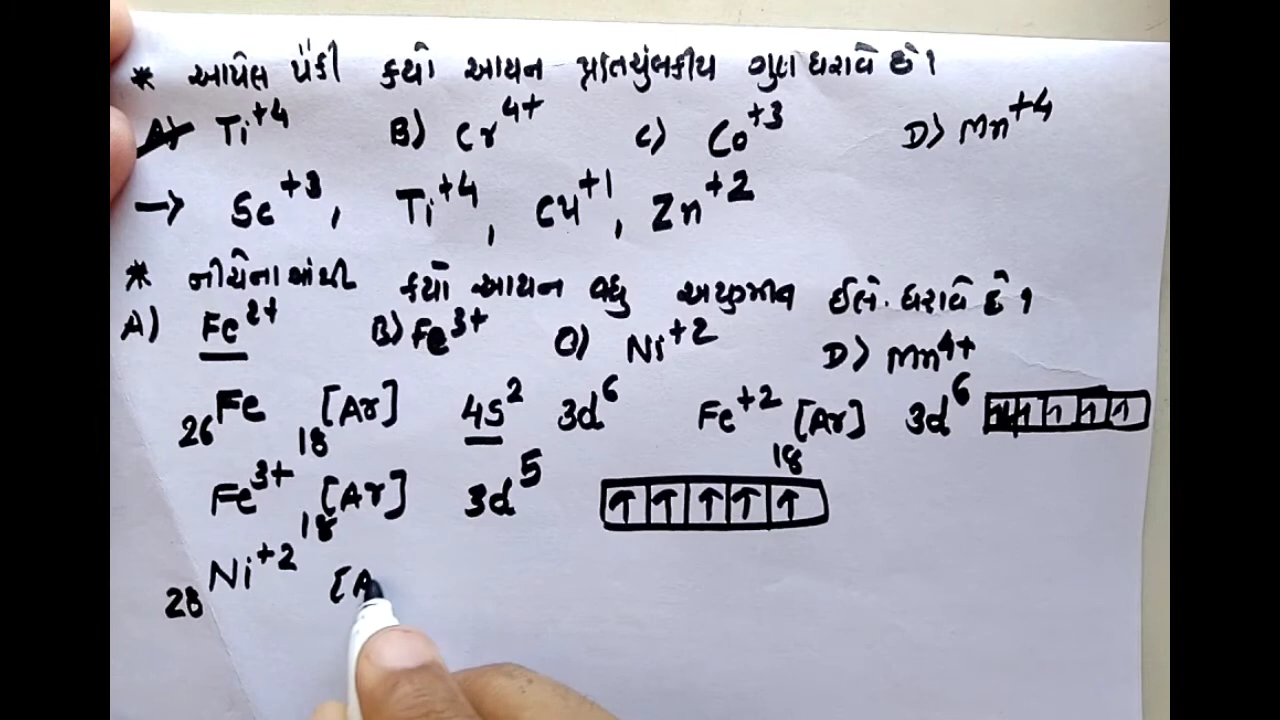 * આપેલ પૈકી કયો આયન પ્રતિચુંબકીય ગુણ ધરાવે છે ?
A) Ti⁺⁴ B) Cr⁴⁺ C) Co⁺³ D) Mn⁺⁴
→ Sc⁺³, Ti⁺⁴, Cu⁺¹, Zn⁺²
* નીચેનામાંથી કયો આયન વધુ અયુગ્મીત ઈલે. ધરાવે છે ?
A) Fe²⁺ B) Fe³⁺ C) Ni⁺² D) Mn⁴⁺
₂₆Fe ₁₈[Ar] 4s² 3d⁶ Fe⁺² ₁₈[Ar] 3d⁶ ↑ ↑ ↑ ↑
Fe³⁺ ₁₈[Ar] 3d⁵ ↑ ↑ ↑ ↑ ↑
₂₈Ni⁺² [A